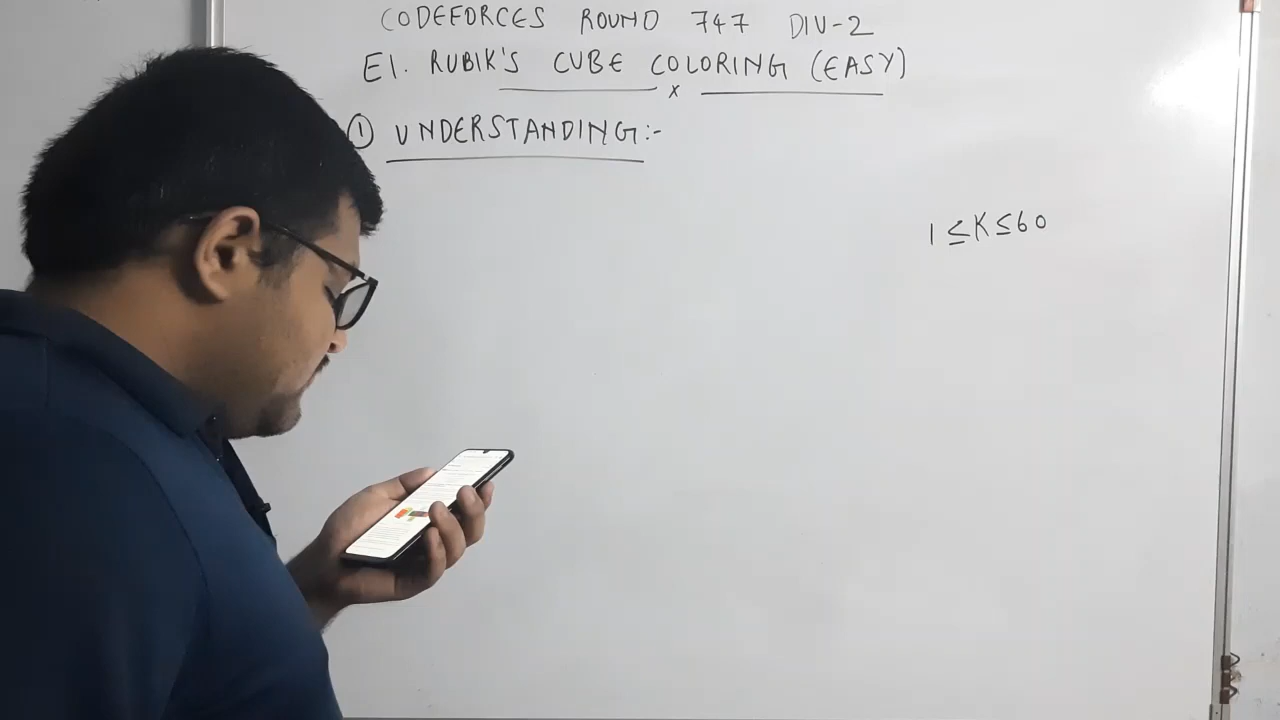 CODEFORCES ROUND 747 DIV-2
E1. RUBIK'S CUBE COLORING (EASY)
x
① UNDERSTANDING:-
1 ≤ K ≤ 60